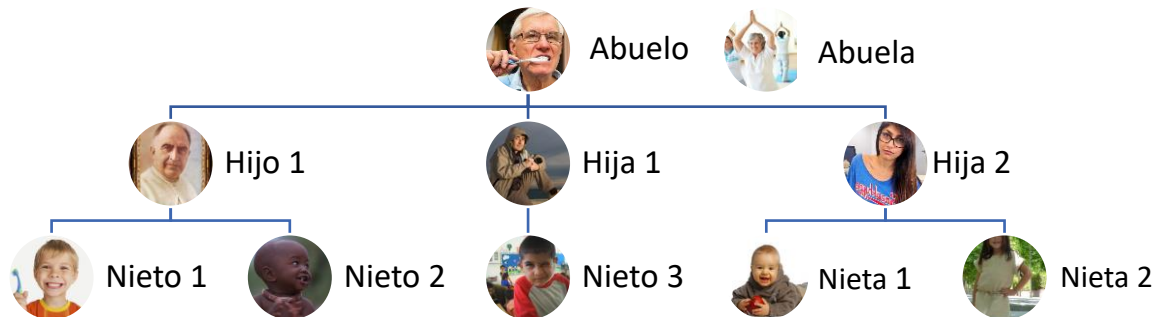 Abuelo
Abuela
Hijo 1
Hija 1
Hija 2
Nieto 1
Nieto 2
Nieto 3
Nieta 1
Nieta 2